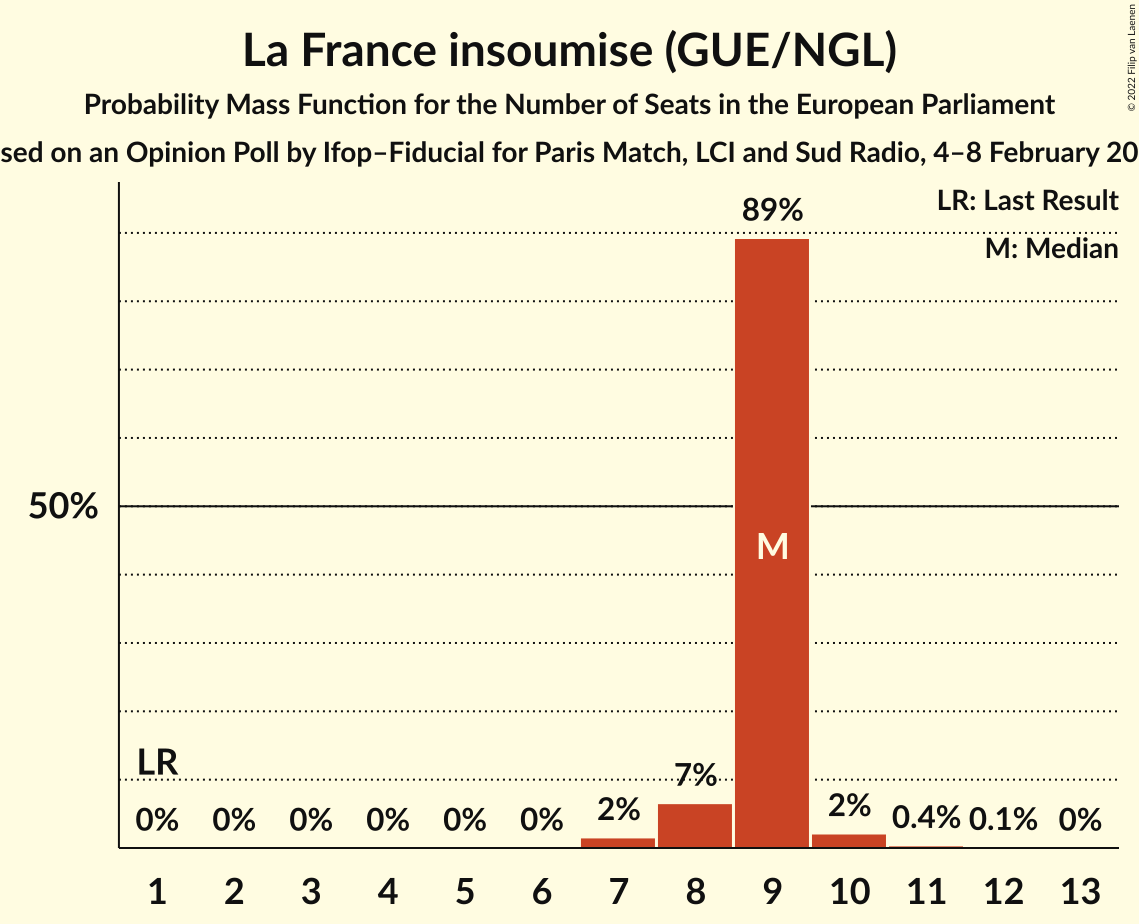 La France insoumise (GUE/NGL)
Probability Mass Function for the Number of Seats in the European Parliament
sed on an Opinion Poll by Ifop–Fiducial for Paris Match, LCI and Sud Radio, 4–8 February 20
© 2022 Filip van Laenen
LR: Last Result
M: Median
89%
50%
M
LR
0% 0% 0% 0% 0% 0% 2% 7% 2% 0.4% 0.1% 0%
1 2 3 4 5 6 7 8 9 10 11 12 13